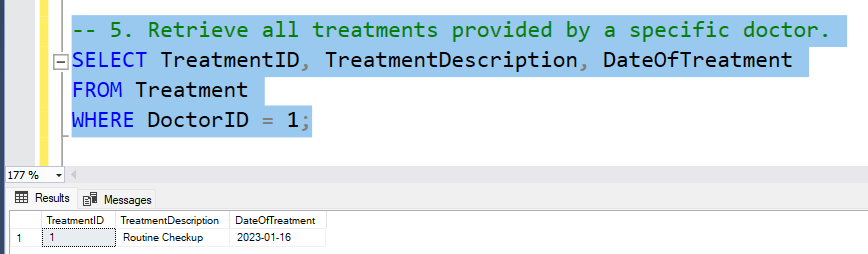 -- 5. Retrieve all treatments provided by a specific doctor.
SELECT TreatmentID, TreatmentDescription, DateOfTreatment
FROM Treatment
WHERE DoctorID = 1;
177 %
Results Messages
TreatmentID TreatmentDescription DateOfTreatment
1 1 Routine Checkup 2023-01-16